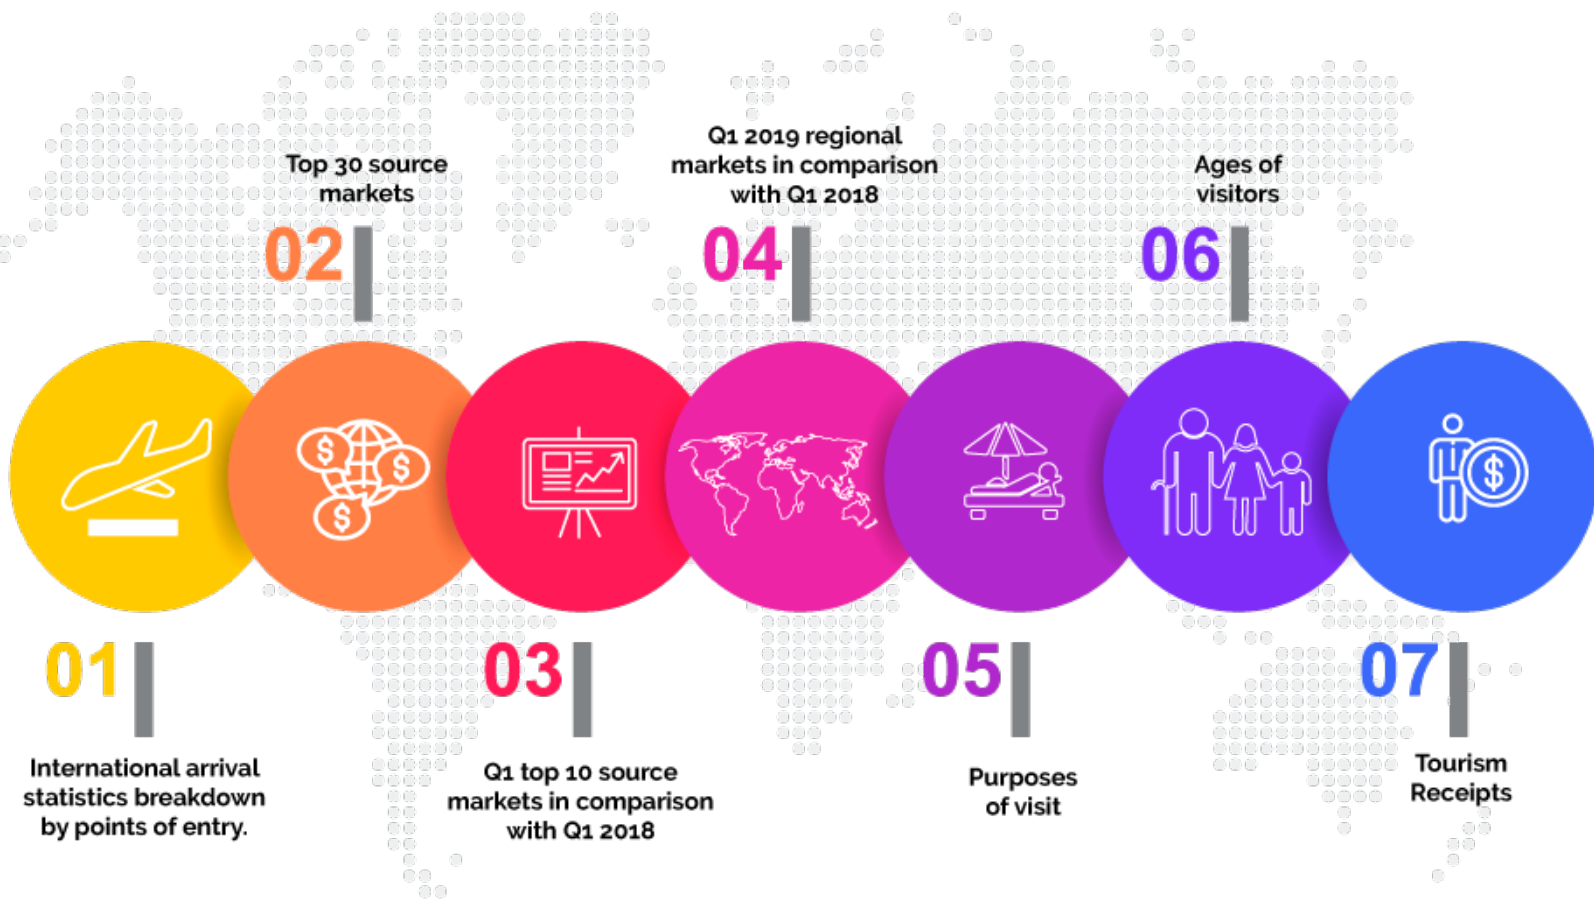 01
International arrival
statistics breakdown
by points of entry.
Top 30 source
markets
02
03
Q1 top 10 source
markets in comparison
with Q1 2018
Q1 2019 regional
markets in comparison
with Q1 2018
04
05
Purposes
of visit
Ages of
visitors
06
07
Tourism
Receipts
$
$
$
$